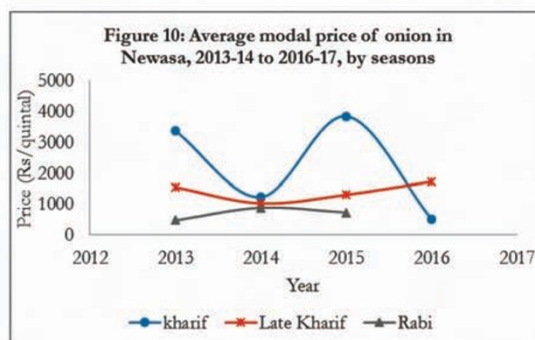 Figure 10: Average modal price of onion in
Newasa, 2013-14 to 2016-17, by seasons
Price (Rs/quintal)
5000
4000
3000
2000
1000
0
2012 2013 2014 2015 2016 2017
Year
kharif Late Kharif Rabi